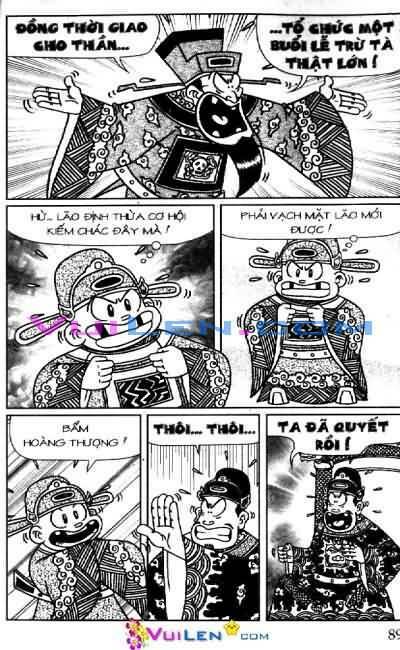 ĐỒNG THỜI GIAO
CHO THẦN...
...TỔ CHỨC MỘT
BUỔI LỄ TRỪ TÀ
THẬT LỚN!
HỪ... LÃO ĐỊNH THỪA CƠ HỘI
KIẾM CHÁC ĐÂY MÀ!
PHẢI VẠCH MẶT LÃO MỚI
ĐƯỢC!
VUILEN.COM
BẨM
HOÀNG THƯỢNG!
THÔI... THÔI...
TA ĐÃ QUYẾT
RỒI!
89
VUILEN.COM